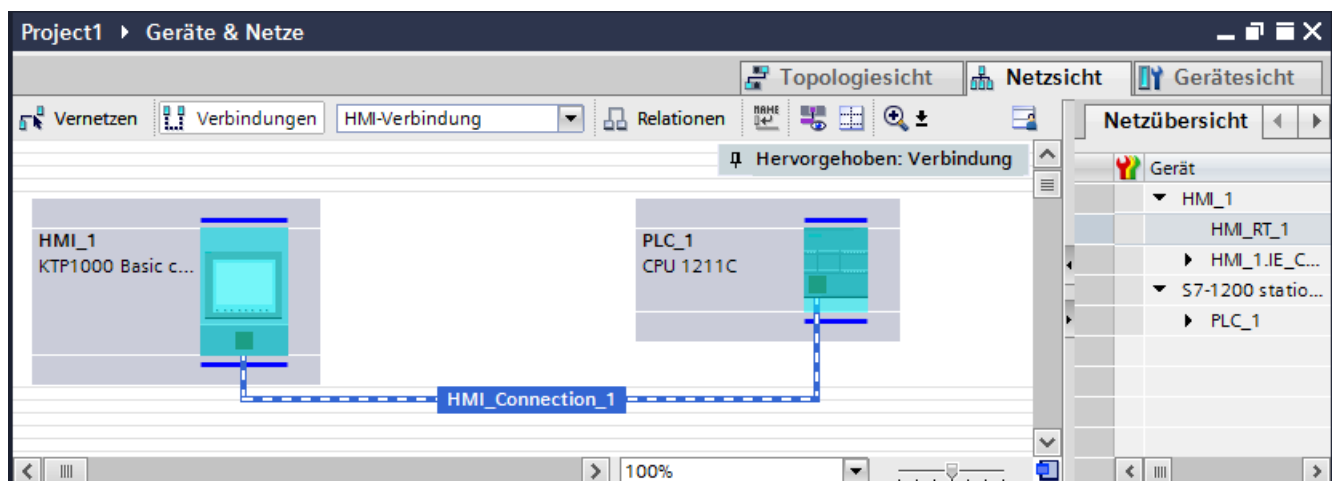 Project1 ▸ Geräte & Netze
Topologiesicht Netzsicht Gerätesicht
Vernetzen Verbindungen HMI-Verbindung Relationen NAME Netzübersicht
Hervorgehoben: Verbindung
Gerät
HMI_1
HMI_RT_1
HMI_1.IE_C...
S7-1200 statio...
PLC_1
HMI_1
KTP1000 Basic c...
PLC_1
CPU 1211C
HMI_Connection_1
100%